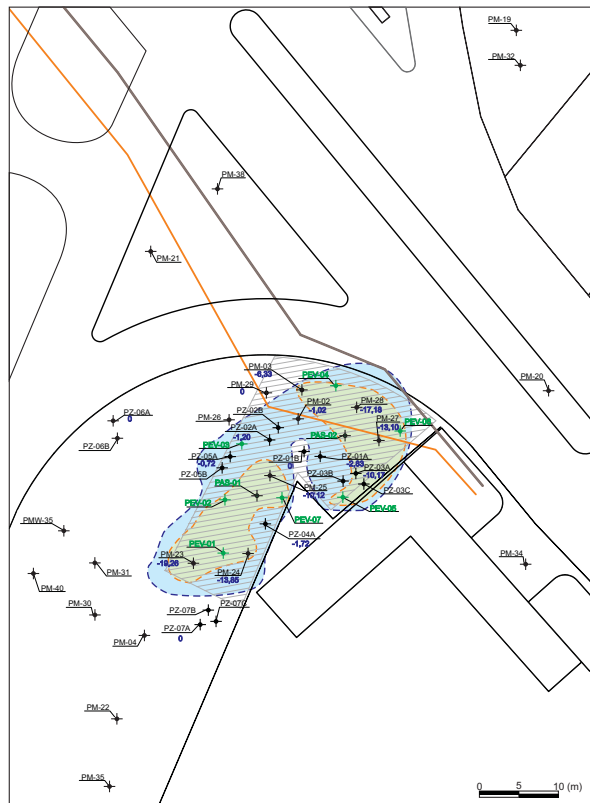 PM-19
PM-32
PM-38
PM-21
PM-03
-6,33
PEV-04
PM-29
0
PM-20
PM-28
-17,18
PZ-06A
0
PM-26
PZ-02B
PM-02
-1,02
PM-27
-13,10
PEV-05
PZ-06B
PZ-02A
-1,20
PAS-02
PEV-03
PZ-05A
-0,72
PZ-01B
0
PZ-01A
-2,83
PZ-05B
PZ-03B
PZ-03A
-10,17
PAS-01
PM-25
-17,12
PZ-03C
PEV-02
PEV-07
PEV-06
PMW-35
PZ-04A
-1,72
PEV-01
PM-23
-19,26
PM-24
-13,65
PM-31
PM-34
PM-40
PZ-07B
PZ-07C
PM-30
PZ-07A
0
PM-04
PM-22
PM-35
0 5 10 (m)